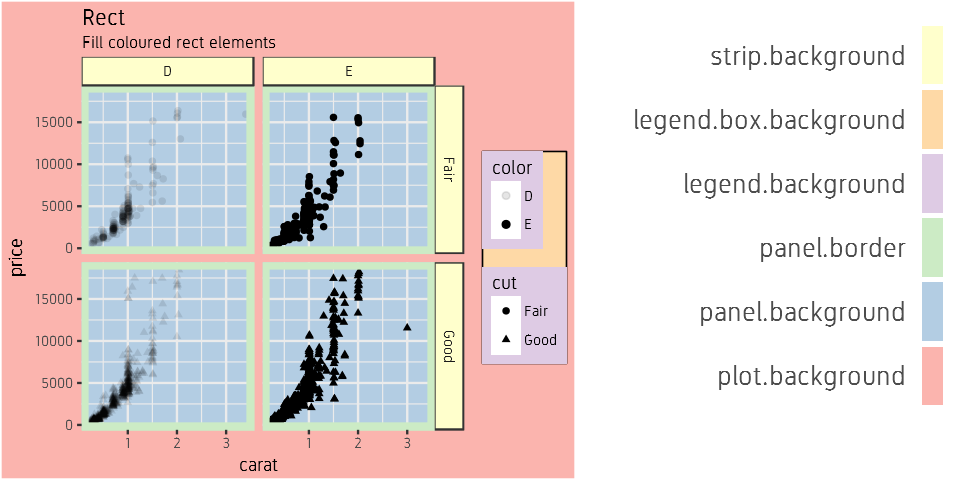 Rect
Fill coloured rect elements
D
E
15000
10000
5000
0
Fair
price
15000
10000
5000
0
Good
1
2
3
1
2
3
carat
color
D
E
cut
Fair
Good
strip.background
legend.box.background
legend.background
panel.border
panel.background
plot.background